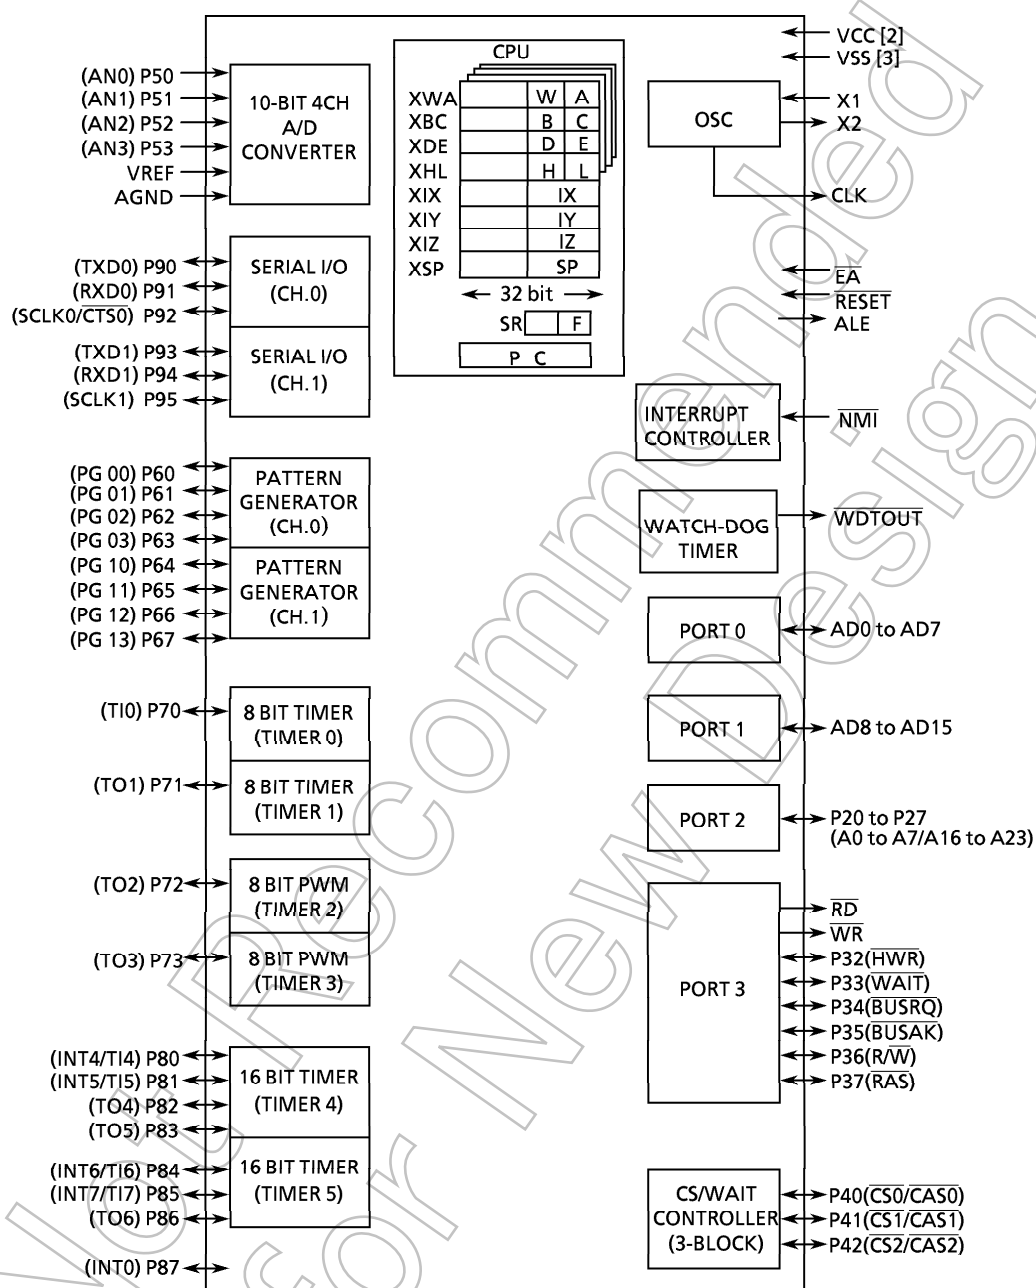 (AN0) P50
(AN1) P51
(AN2) P52
(AN3) P53
VREF
AGND
10-BIT 4CH
A/D
CONVERTER
(TXD0) P90
(RXD0) P91
(SCLK0/CTS0) P92
SERIAL I/O
(CH.0)
(TXD1) P93
(RXD1) P94
(SCLK1) P95
SERIAL I/O
(CH.1)
(PG 00) P60
(PG 01) P61
(PG 02) P62
(PG 03) P63
PATTERN
GENERATOR
(CH.0)
(PG 10) P64
(PG 11) P65
(PG 12) P66
(PG 13) P67
PATTERN
GENERATOR
(CH.1)
(TI0) P70
8 BIT TIMER
(TIMER 0)
(TO1) P71
8 BIT TIMER
(TIMER 1)
(TO2) P72
8 BIT PWM
(TIMER 2)
(TO3) P73
8 BIT PWM
(TIMER 3)
(INT4/TI4) P80
(INT5/TI5) P81
(TO4) P82
(TO5) P83
16 BIT TIMER
(TIMER 4)
(INT6/TI6) P84
(INT7/TI7) P85
(TO6) P86
16 BIT TIMER
(TIMER 5)
(INT0) P87
CPU
XWA W A
XBC B C
XDE D E
XHL H L
XIX IX
XIY IY
XIZ IZ
XSP SP
32 bit
SR F
P C
VCC [2]
VSS [3]
OSC
X1
X2
CLK
EA
RESET
ALE
INTERRUPT
CONTROLLER
NMI
WATCH-DOG
TIMER
WDTOUT
PORT 0
AD0 to AD7
PORT 1
AD8 to AD15
PORT 2
P20 to P27
(A0 to A7/A16 to A23)
PORT 3
RD
WR
P32(HWR)
P33(WAIT)
P34(BUSRQ)
P35(BUSAK)
P36(R/W)
P37(RAS)
CS/WAIT
CONTROLLER
(3-BLOCK)
P40(CS0/CAS0)
P41(CS1/CAS1)
P42(CS2/CAS2)
Not Recommended
for New Design